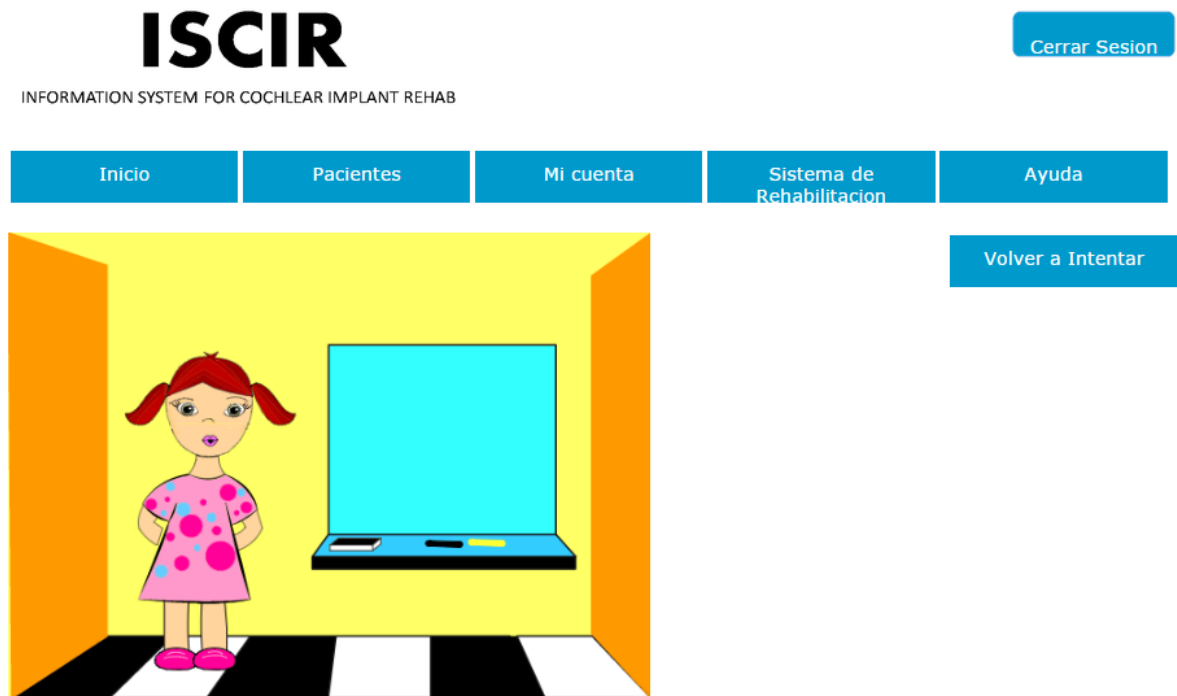 ISCIR
Cerrar Sesion
INFORMATION SYSTEM FOR COCHLEAR IMPLANT REHAB
Inicio
Pacientes
Mi cuenta
Sistema de
Rehabilitacion
Ayuda
Volver a Intentar